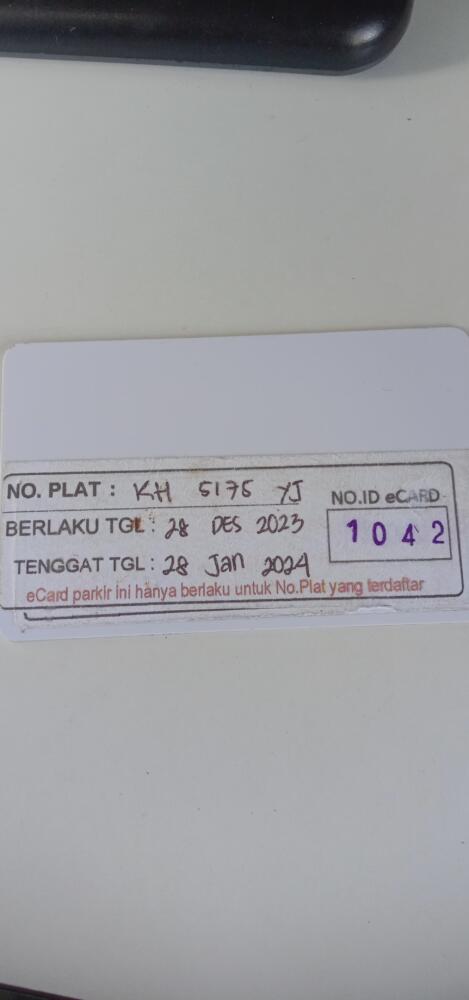 NO. PLAT : KH 5175 YJ
NO.ID eCARD
BERLAKU TGL : 28 DES 2023
1042
TENGGAT TGL : 28 Jan 2024
eCard parkir ini hanya berlaku untuk No.Plat yang terdaftar